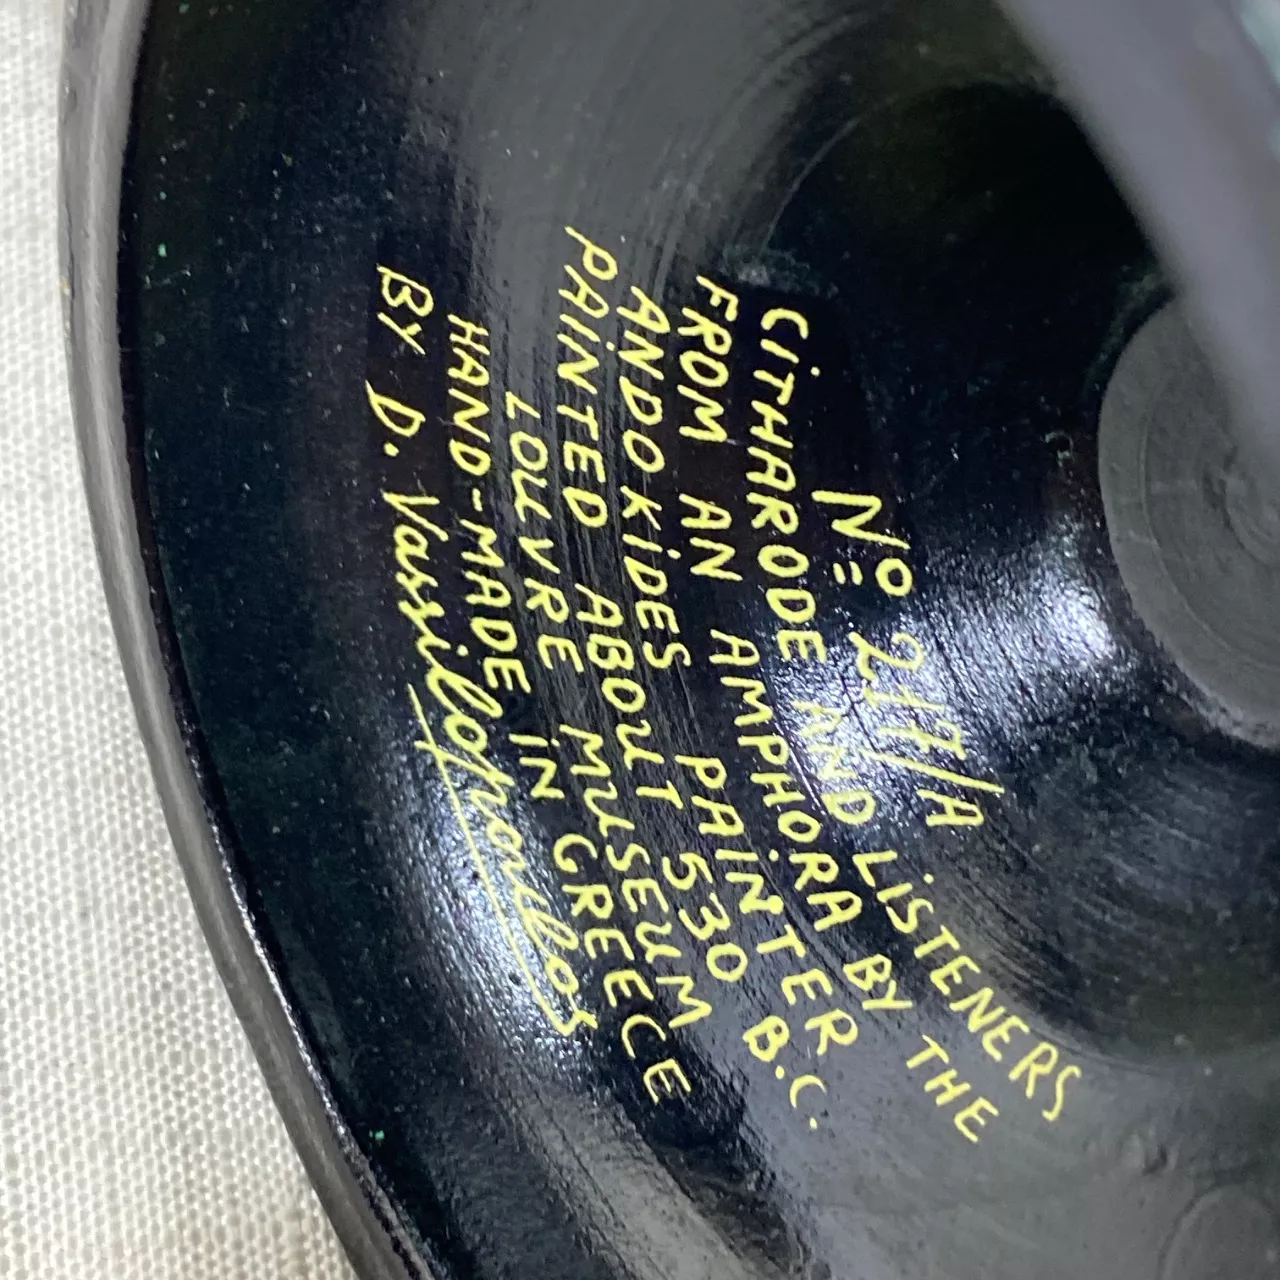 Nº 217/A
CiTHARODE AND LiSTENERS
FROM AN AMPHORA BY THE
ANDOKiDES PAiNTER
PAiNTED ABOUT 530 B.C.
LOUVRE MUSEUM
HAND-MADE iN GREECE
BY D. Vassilopoulos